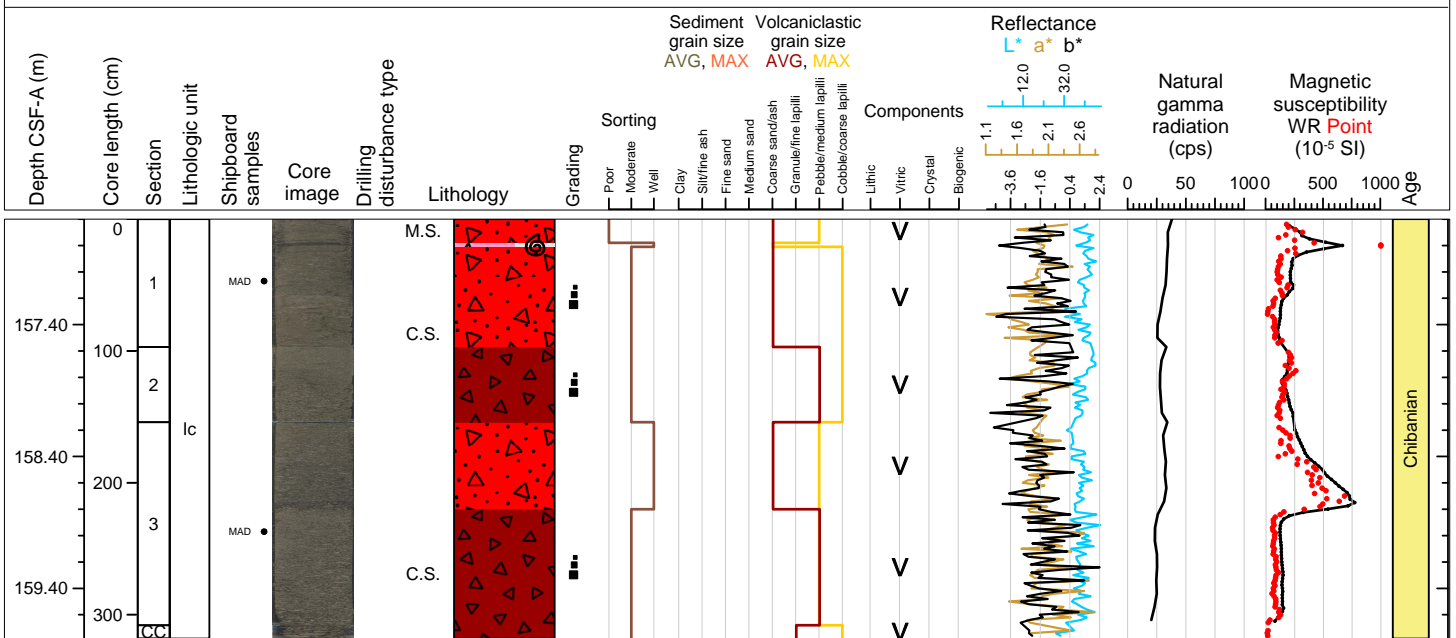 Depth CSF-A (m)
Core length (cm)
Section
Lithologic unit
Shipboard
samples
Core
image
Drilling
disturbance type
Lithology
Grading
Sorting
Poor
Moderate
Well
Sediment
grain size
AVG, MAX
Volcaniclastic
grain size
AVG, MAX
Clay
Silt/fine ash
Fine sand
Medium sand
Coarse sand/ash
Granule/fine lapilli
Pebble/medium lapilli
Cobble/coarse lapilli
Components
Lithic
Vitric
Crystal
Biogenic
Reflectance
L* a* b*
12.0 32.0
1.1 1.6 2.1 2.6
-3.6 -1.6 0.4 2.4
Natural
gamma
radiation
(cps)
0 50 100
Magnetic
susceptibility
WR Point
(10⁻⁵ SI)
0 0 500 1000
Age
0
M.S.
V
1
MAD
V
157.40
C.S.
100
2
V
Ic
158.40
V
200
3
MAD
C.S.
V
159.40
300
CC
V
Chibanian